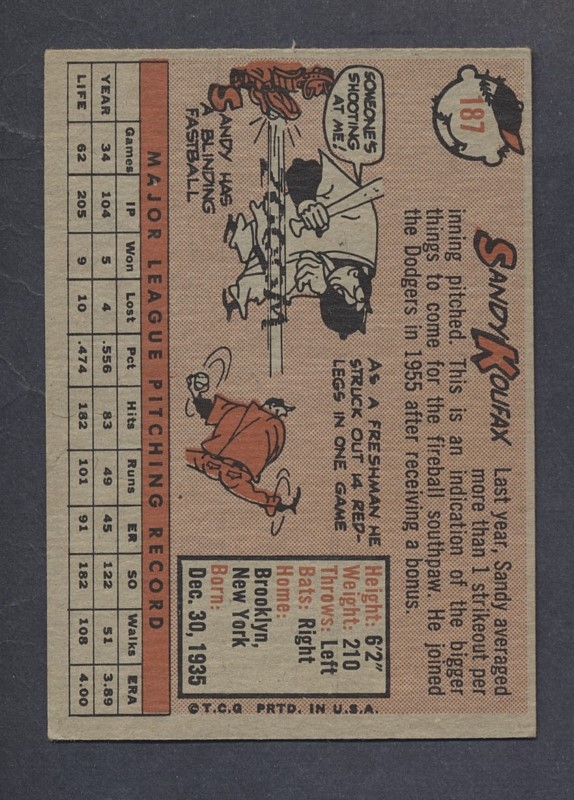 187
SANDY KOUFAX
Last year, Sandy averaged
more than 1 strikeout per
inning pitched. This is an indication of the bigger
things to come for the fireball southpaw. He joined
the Dodgers in 1955 after receiving a bonus.
SOMEONE'S
SHOOTING
AT ME!
SANDY HAS
A BLINDING
FASTBALL
AS A FRESHMAN HE
STRUCK OUT 14 RED-
LEGS IN ONE GAME
Height: 6'2"
Weight: 210
Throws: Left
Bats: Right
Home:
Brooklyn,
New York
Born:
Dec. 30, 1935
©T.C.G PRTD. IN U.S.A.
MAJOR LEAGUE PITCHING RECORD
Games IP Won Lost Pct Hits Runs ER SO Walks ERA
YEAR 34 104 5 4 .556 83 49 45 122 51 3.89
LIFE 62 205 9 10 .474 182 101 91 182 108 4.00